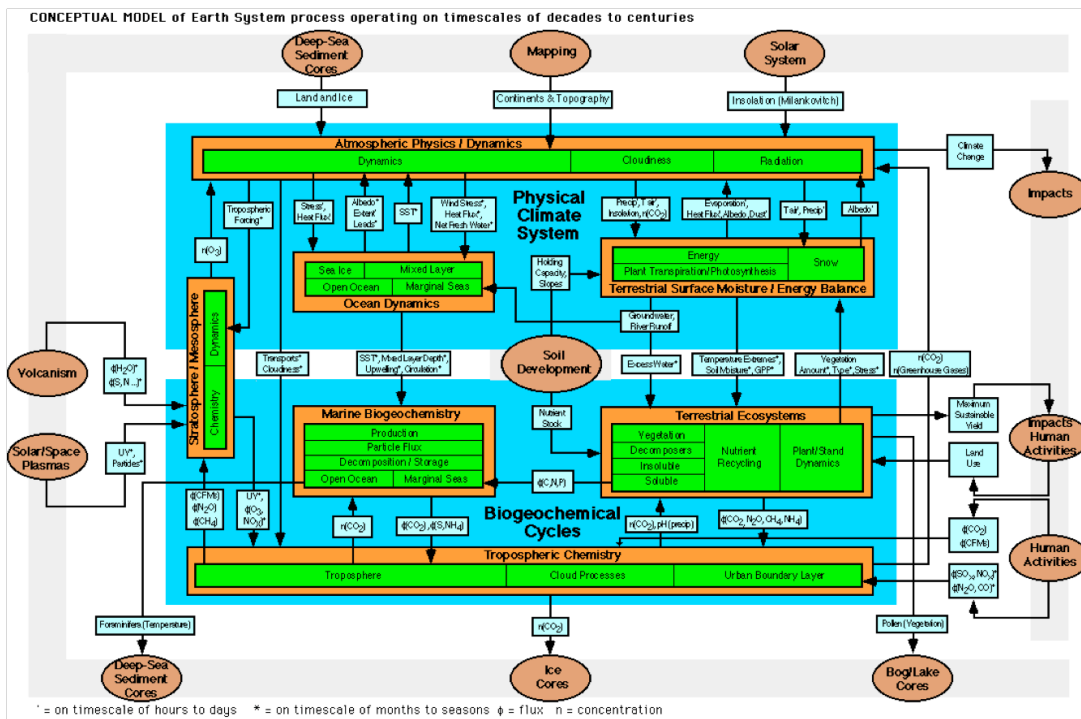 CONCEPTUAL MODEL of Earth System process operating on timescales of decades to centuries
Deep-Sea
Sediment
Cores
Mapping
Solar
System
Land and Ice
Continents & Topography
Insolation (Milankovitch)
Atmospheric Physics / Dynamics
Dynamics
Cloudiness
Radiation
Climate
Change
Impacts
Tropospheric
Forcing*
Stress',
Heat Flux'
Albedo*
Extent'
Leads*
SST*
Wind Stress*,
Heat Flux*,
Net Fresh Water*
Physical
Climate
System
Precip', Tair',
Insolation, n(CO2)
Evaporation',
Heat Flux', Albedo, Dust'
Tair', Precip'
Albedo'
n(O3)
Sea Ice
Mixed Layer
Open Ocean
Marginal Seas
Ocean Dynamics
Holding
Capacity,
Slopes
Energy
Plant Transpiration/Photosynthesis
Snow
Terrestrial Surface Moisture / Energy Balance
Stratosphere / Mesosphere
Dynamics
Chemistry
Groundwater,
River Runoff
Volcanism
ϕ(H2O)*
ϕ(S, N...)*
Transports*
Cloudiness*
SST*, Mixed Layer Depth*,
Upwelling*, Circulation*
Soil
Development
Excess Water*
Temperature Extremes*,
Soil Moisture*, GPP*
Vegetation
Amount*, Type*, Stress*
n(CO2)
n(Greenhouse Gases)
Solar/Space
Plasmas
UV*,
Particles*
Marine Biogeochemistry
Production
Particle Flux
Decomposition / Storage
Open Ocean
Marginal Seas
Nutrient
Stock
Terrestrial Ecosystems
Vegetation
Decomposers
Insoluble
Soluble
Nutrient
Recycling
Plant/Stand
Dynamics
Maximum
Sustainable
Yield
Impacts
Human
Activities
Land
Use
ϕ(CFMs)
ϕ(N2O)
ϕ(CH4)
UV*,
ϕ(O3,
NOx)*
ϕ(C,N,P)
Biogeochemical
Cycles
n(CO2)
ϕ(CO2), ϕ(S,NH4)
n(CO2), pH(precip)
ϕ(CO2, N2O, CH4, NH4)
ϕ(CO2)
ϕ(CFMs)
Human
Activities
Tropospheric Chemistry
Troposphere
Cloud Processes
Urban Boundary Layer
ϕ(SOx, NOx)*
ϕ(N2O, CO)*
Foraminifera (Temperature)
n(CO2)
Pollen (Vegetation)
Deep-Sea
Sediment
Cores
Ice
Cores
Bog/Lake
Cores
' = on timescale of hours to days * = on timescale of months to seasons ϕ = flux n = concentration